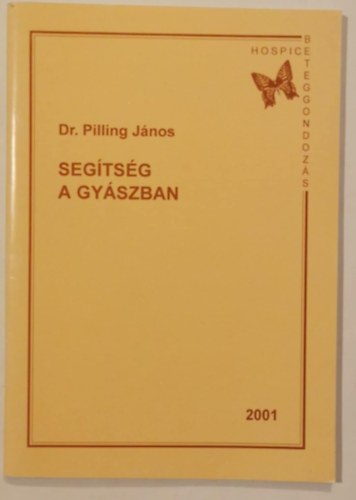 HOSPICE
BETEGGONDOZÁS
Dr. Pilling János
SEGÍTSÉG
A GYÁSZBAN
2001